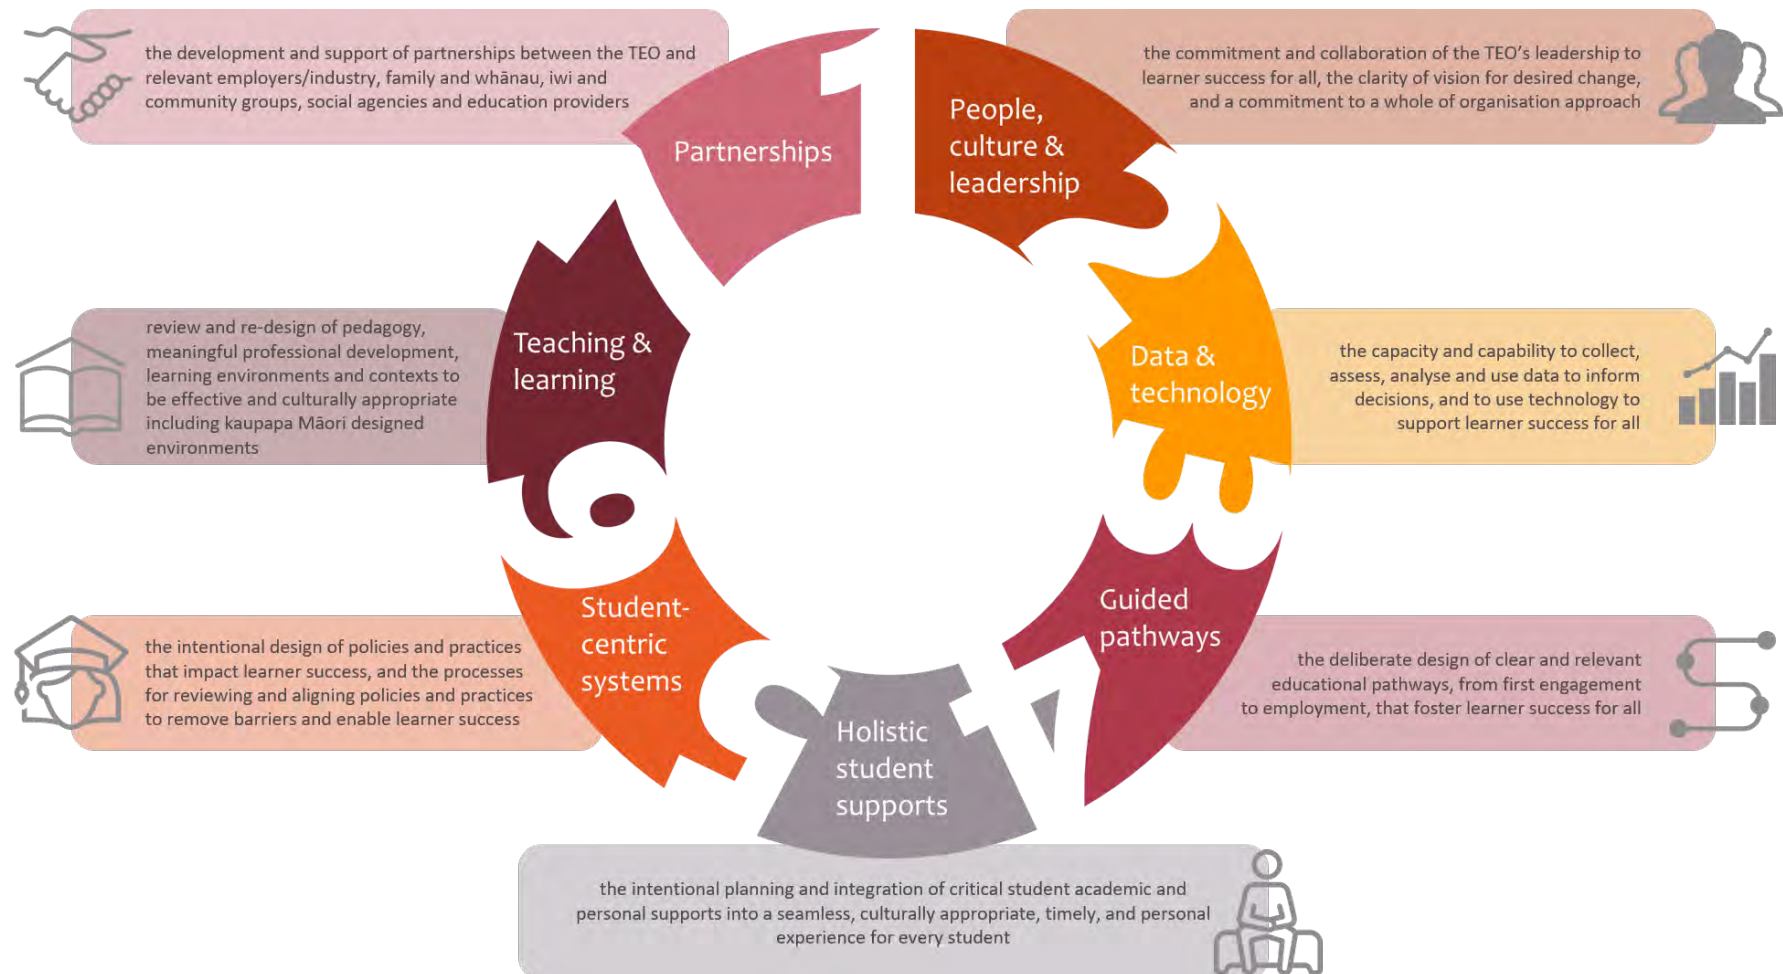 the development and support of partnerships between the TEO and
relevant employers/industry, family and whānau, iwi and
community groups, social agencies and education providers
Partnerships
People,
culture &
leadership
the commitment and collaboration of the TEO's leadership to
learner success for all, the clarity of vision for desired change,
and a commitment to a whole of organisation approach
review and re-design of pedagogy,
meaningful professional development,
learning environments and contexts to
be effective and culturally appropriate
including kaupapa Māori designed
environments
Teaching &
learning
Data &
technology
the capacity and capability to collect,
assess, analyse and use data to inform
decisions, and to use technology to
support learner success for all
the intentional design of policies and practices
that impact learner success, and the processes
for reviewing and aligning policies and practices
to remove barriers and enable learner success
Student-
centric
systems
Guided
pathways
the deliberate design of clear and relevant
educational pathways, from first engagement
to employment, that foster learner success for all
Holistic
student
supports
the intentional planning and integration of critical student academic and
personal supports into a seamless, culturally appropriate, timely, and personal
experience for every student